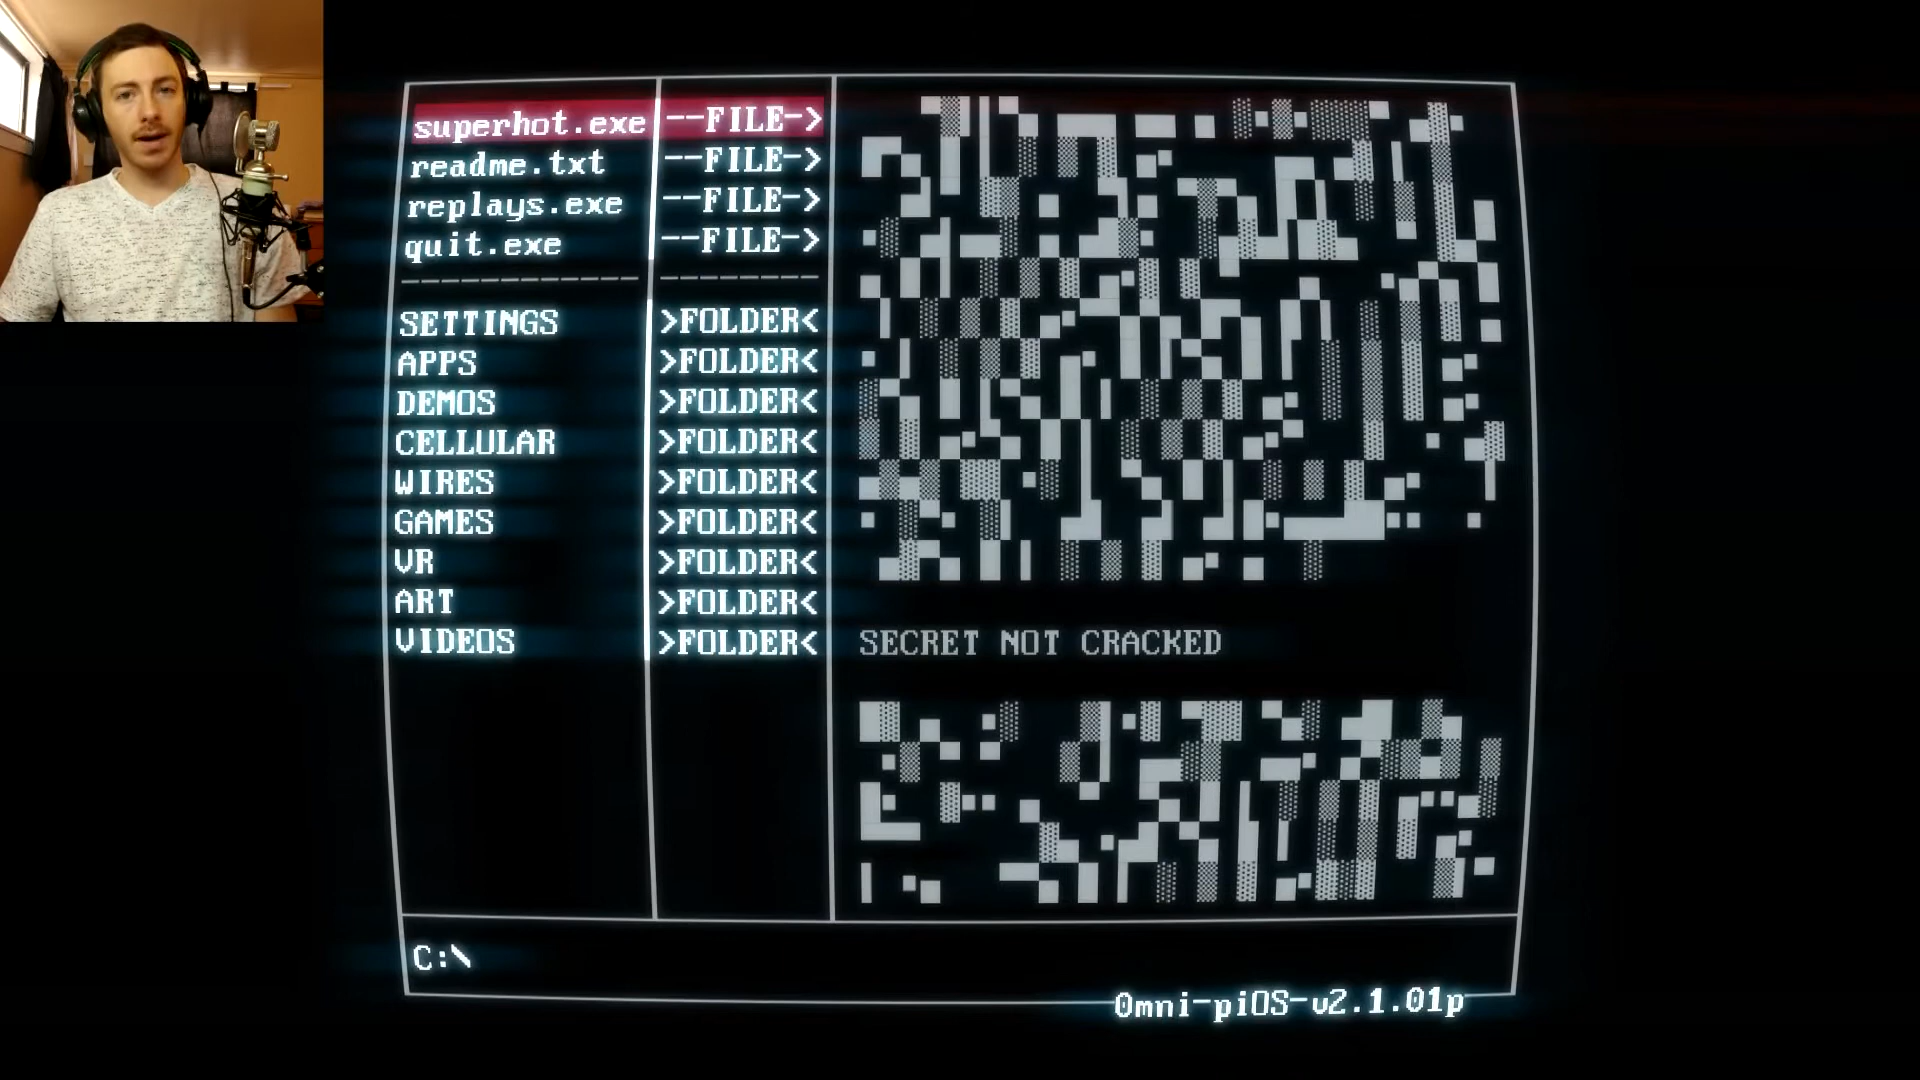 superhot.exe --FILE->
readme.txt --FILE->
replays.exe --FILE->
quit.exe --FILE->
SETTINGS >FOLDER<
APPS >FOLDER<
DEMOS >FOLDER<
CELLULAR >FOLDER<
WIRES >FOLDER<
GAMES >FOLDER<
VR >FOLDER<
ART >FOLDER<
VIDEOS >FOLDER<
SECRET NOT CRACKED
C:\
Omni-piOS-v2.1.01p